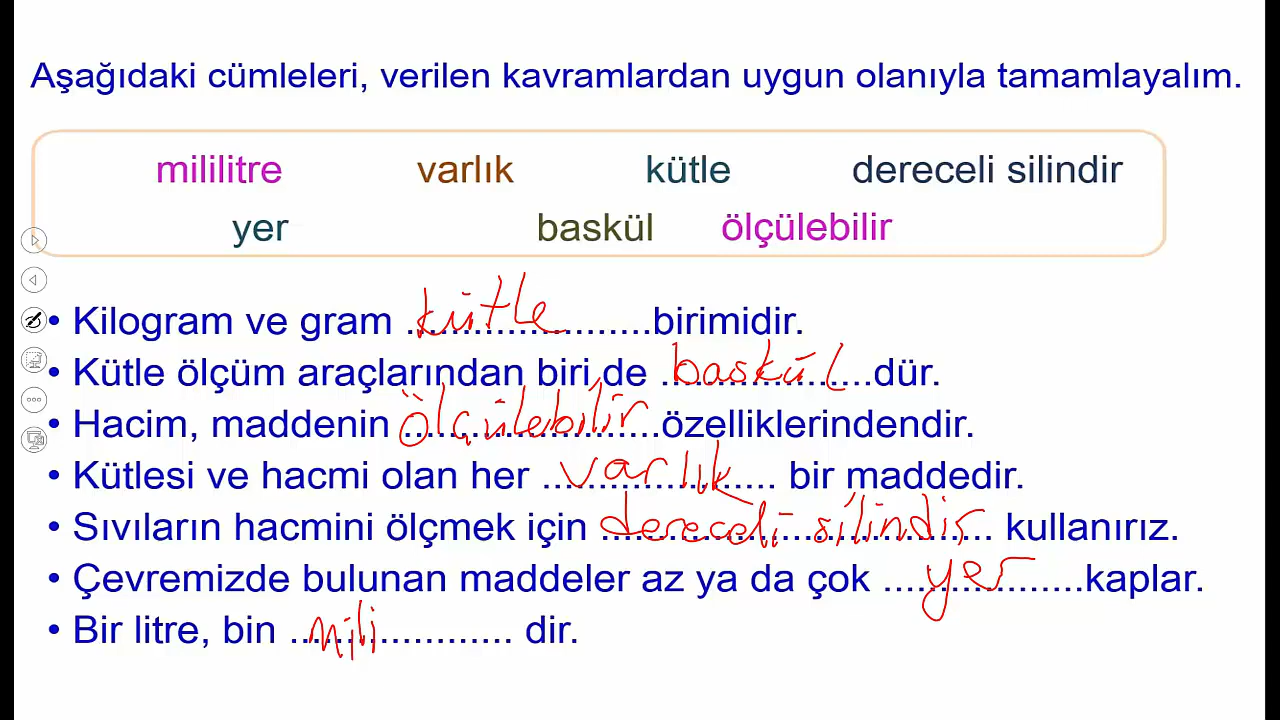 Aşağıdaki cümleleri, verilen kavramlardan uygun olanıyla tamamlayalım.
mililitre varlık kütle dereceli silindir
yer baskül ölçülebilir
• Kilogram ve gram ..kütle..........birimidir.
• Kütle ölçüm araçlarından biri de ..baskül..dür.
• Hacim, maddenin ölçülebilir.özelliklerindendir.
• Kütlesi ve hacmi olan her ..varlık.... bir maddedir.
• Sıvıların hacmini ölçmek için dereceli silindir.. kullanırız.
• Çevremizde bulunan maddeler az ya da çok ....yer......kaplar.
• Bir litre, bin ..mili............ dir.